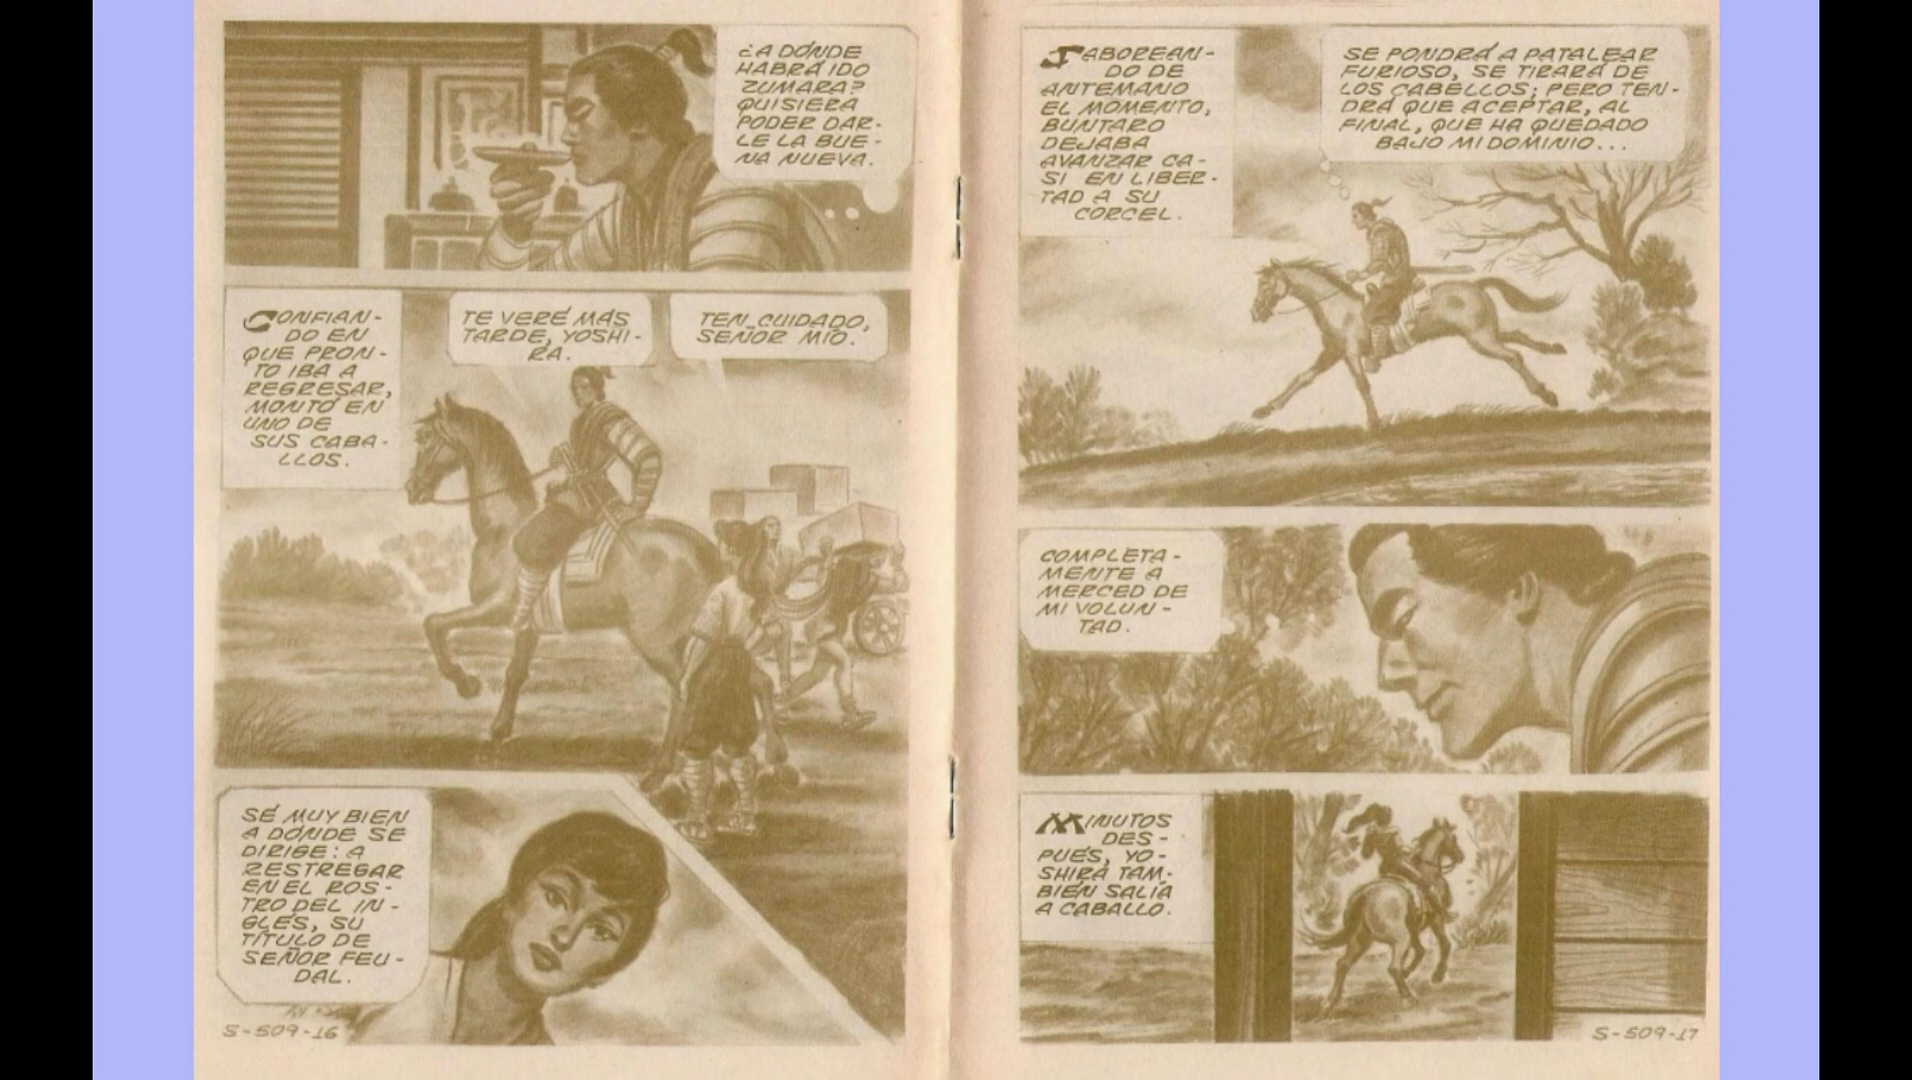 ¿A DÓNDE
HABRÁ IDO
ZUMARA?
QUISIERA
PODER DAR-
LE LA BUE-
NA NUEVA.
CONFIAN-
DO EN
QUE PRON-
TO IBA A
REGRESAR,
MONTÓ EN
UNO DE
SUS CABA-
LLOS.
TE VERÉ MÁS
TARDE, YOSHI-
RA.
TEN CUIDADO,
SEÑOR MÍO.
SÉ MUY BIEN
A DÓNDE SE
DIRIGE: A
RESTREGAR
EN EL ROS-
TRO DEL IN-
GLÉS, SU
TÍTULO DE
SEÑOR FEU-
DAL.
S-509-16
SABOREAN-
DO DE
ANTEMANO
EL MOMENTO,
BUNTARO
DEJABA
AVANZAR CA-
SI EN LIBER-
TAD A SU
CORCEL.
SE PONDRÁ A PATALEAR
FURIOSO, SE TIRARÁ DE
LOS CABELLOS; PERO TEN-
DRÁ QUE ACEPTAR, AL
FINAL, QUE HA QUEDADO
BAJO MI DOMINIO...
COMPLETA-
MENTE A
MERCED DE
MI VOLUN-
TAD.
MINUTOS
DES-
PUÉS, YO-
SHIRA TAM-
BIÉN SALÍA
A CABALLO.
S-509-17